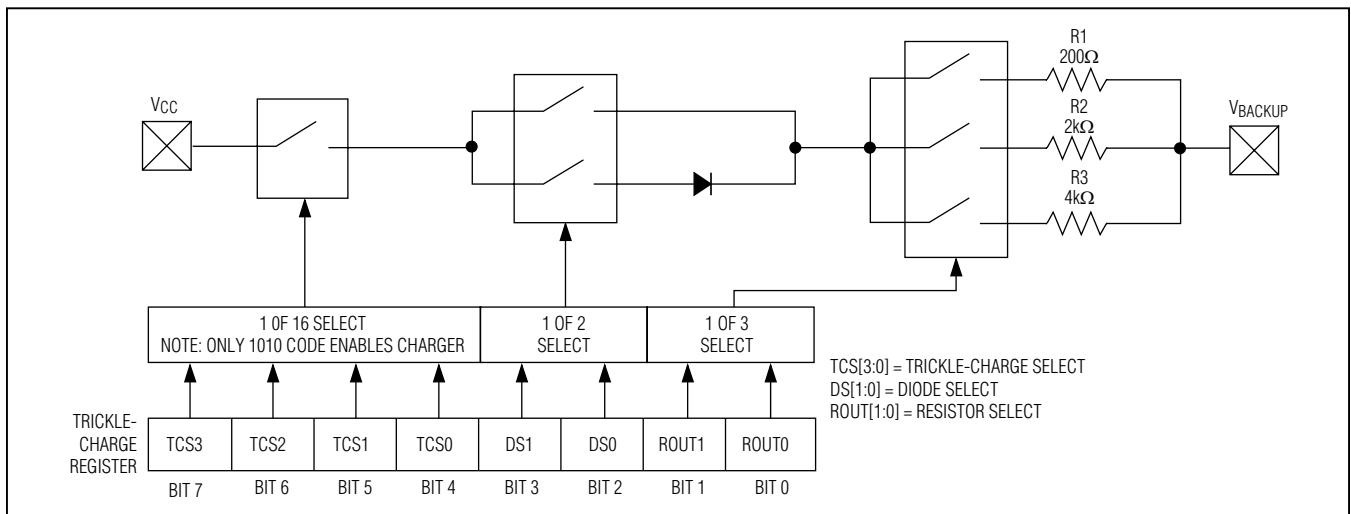 R1
200Ω
VCC
R2
2kΩ
VBACKUP
R3
4kΩ
1 0F 16 SELECT
NOTE: ONLY 1010 CODE ENABLES CHARGER
1 OF 2
SELECT
1 OF 3
SELECT
TCS[3:0] = TRICKLE-CHARGE SELECT
DS[1:0] = DIODE SELECT
ROUT[1:0] = RESISTOR SELECT
TRICKLE-
CHARGE
REGISTER
TCS3 TCS2 TCS1 TCS0 DS1 DS0 ROUT1 ROUT0
BIT 7 BIT 6 BIT 5 BIT 4 BIT 3 BIT 2 BIT 1 BIT 0